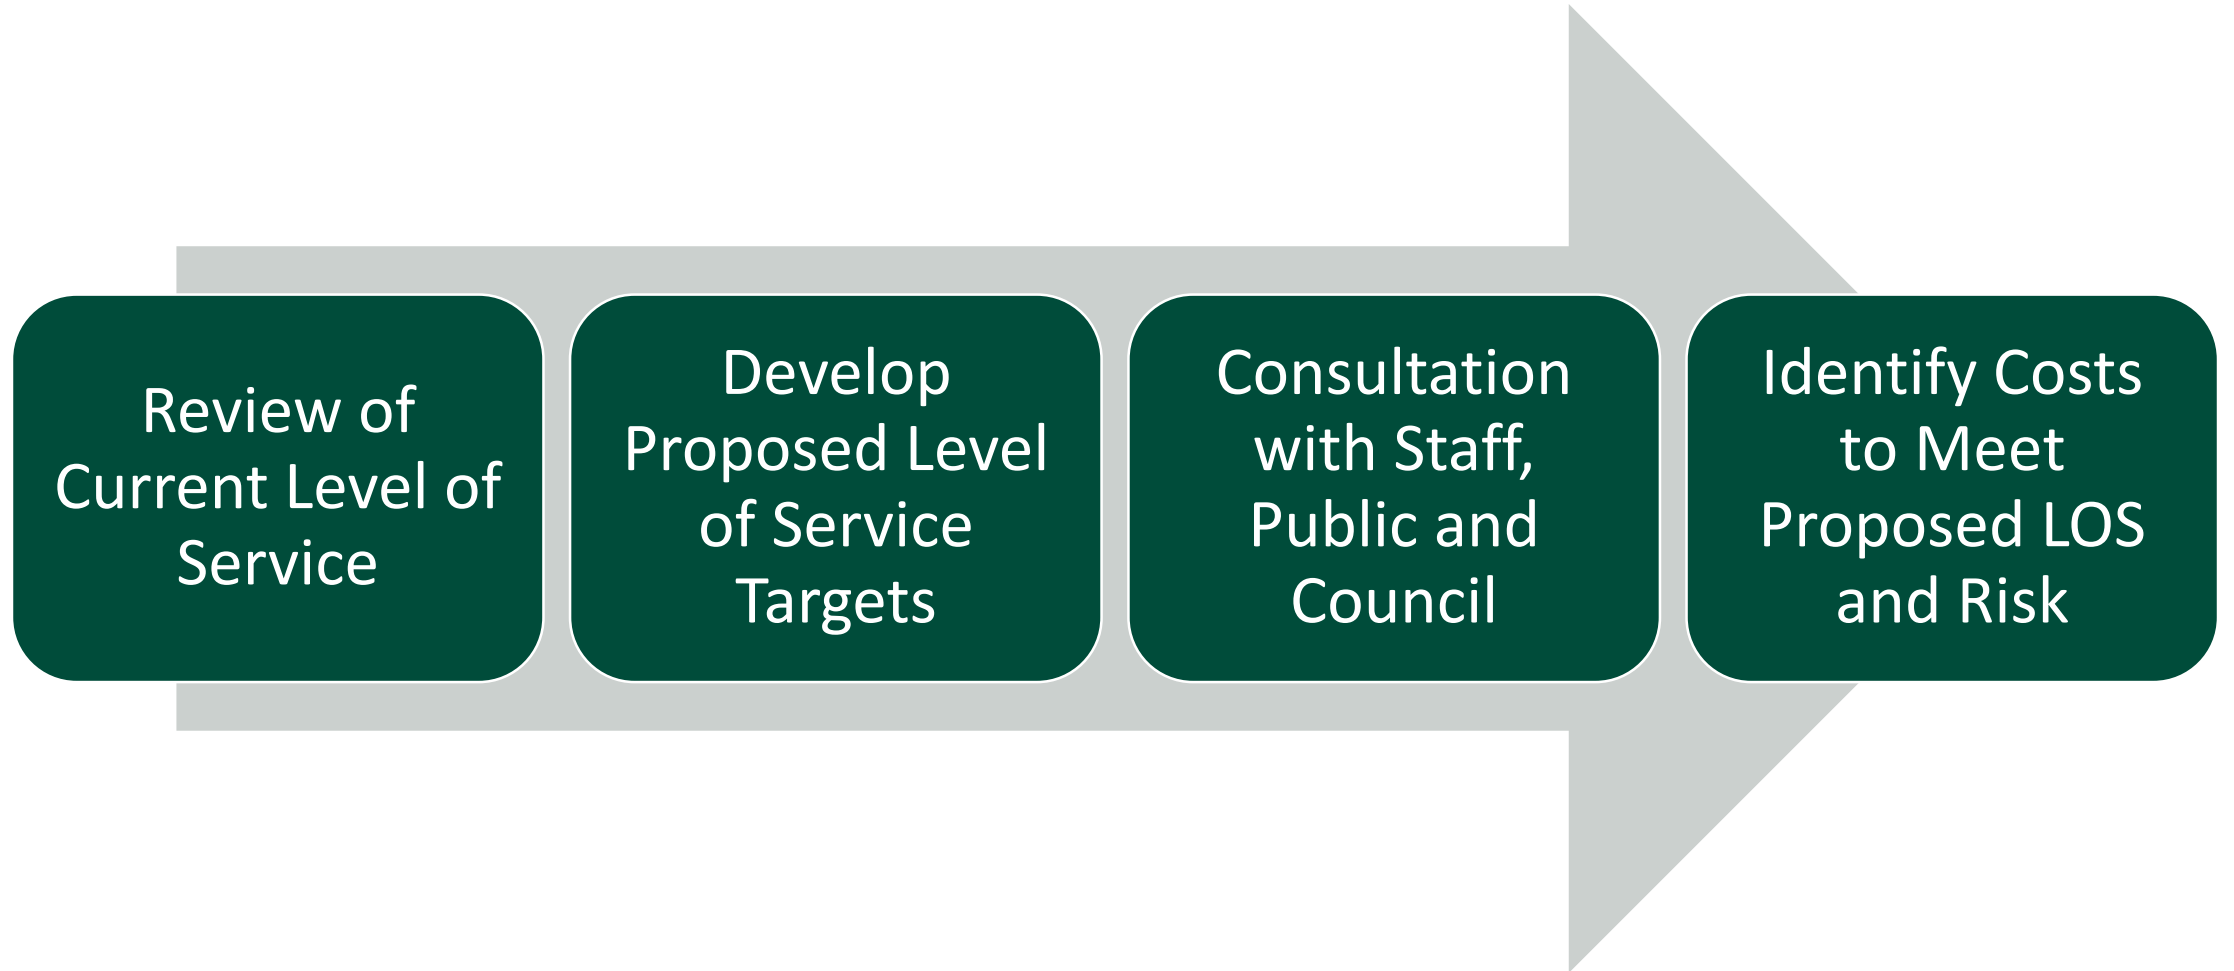 Review of
Current Level of
Service
Develop
Proposed Level
of Service
Targets
Consultation
with Staff,
Public and
Council
Identify Costs
to Meet
Proposed LOS
and Risk